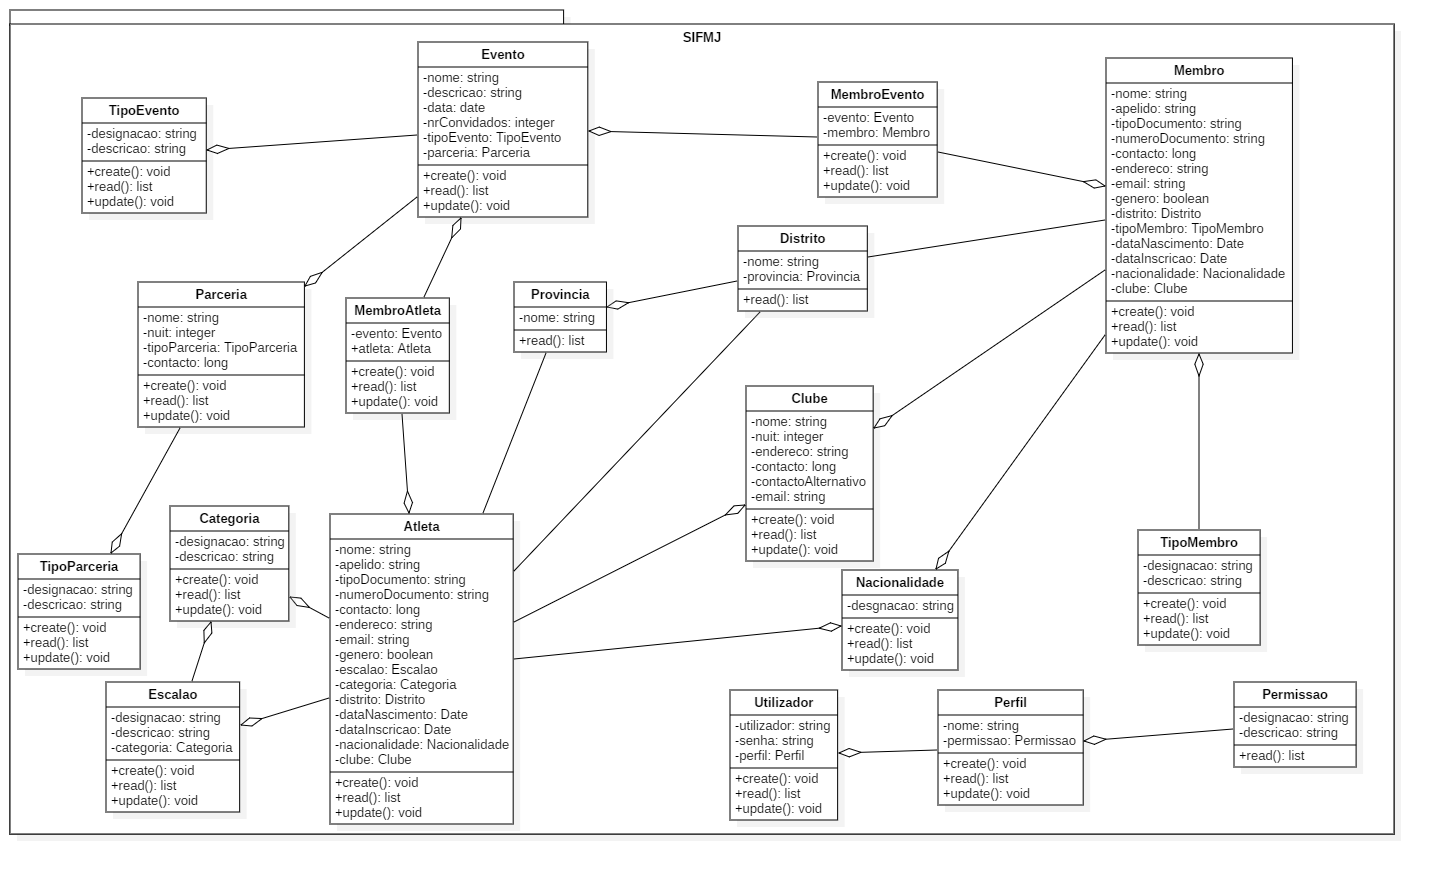 SIFMJ
Evento
-nome: string
-descricao: string
-data: date
-nrConvidados: integer
-tipoEvento: TipoEvento
-parceria: Parceria
+create(): void
+read(): list
+update(): void
TipoEvento
-designacao: string
-descricao: string
+create(): void
+read(): list
+update(): void
MembroEvento
-evento: Evento
-membro: Membro
+create(): void
+read(): list
+update(): void
Membro
-nome: string
-apelido: string
-tipoDocumento: string
-numeroDocumento: string
-contacto: long
-endereco: string
-email: string
-genero: boolean
-distrito: Distrito
-tipoMembro: TipoMembro
-dataNascimento: Date
-dataInscricao: Date
-nacionalidade: Nacionalidade
-clube: Clube
+create(): void
+read(): list
+update(): void
Distrito
-nome: string
-provincia: Provincia
+read(): list
Parceria
-nome: string
-nuit: integer
-tipoParceria: TipoParceria
-contacto: long
+create(): void
+read(): list
+update(): void
MembroAtleta
-evento: Evento
+atleta: Atleta
+create(): void
+read(): list
+update(): void
Provincia
-nome: string
+read(): list
Clube
-nome: string
-nuit: integer
-endereco: string
-contacto: long
-contactoAlternativo
-email: string
+create(): void
+read(): list
+update(): void
Categoria
-designacao: string
-descricao: string
+create(): void
+read(): list
+update(): void
Atleta
-nome: string
-apelido: string
-tipoDocumento: string
-numeroDocumento: string
-contacto: long
-endereco: string
-email: string
-genero: boolean
-escalao: Escalao
-categoria: Categoria
-distrito: Distrito
-dataNascimento: Date
-dataInscricao: Date
-nacionalidade: Nacionalidade
-clube: Clube
+create(): void
+read(): list
+update(): void
TipoParceria
-designacao: string
-descricao: string
+create(): void
+read(): list
+update(): void
Nacionalidade
-desgnacao: string
+create(): void
+read(): list
+update(): void
TipoMembro
-designacao: string
-descricao: string
+create(): void
+read(): list
+update(): void
Escalao
-designacao: string
-descricao: string
-categoria: Categoria
+create(): void
+read(): list
+update(): void
Utilizador
-utilizador: string
-senha: string
-perfil: Perfil
+create(): void
+read(): list
+update(): void
Perfil
-nome: string
-permissao: Permissao
+create(): void
+read(): list
+update(): void
Permissao
-designacao: string
-descricao: string
+read(): list